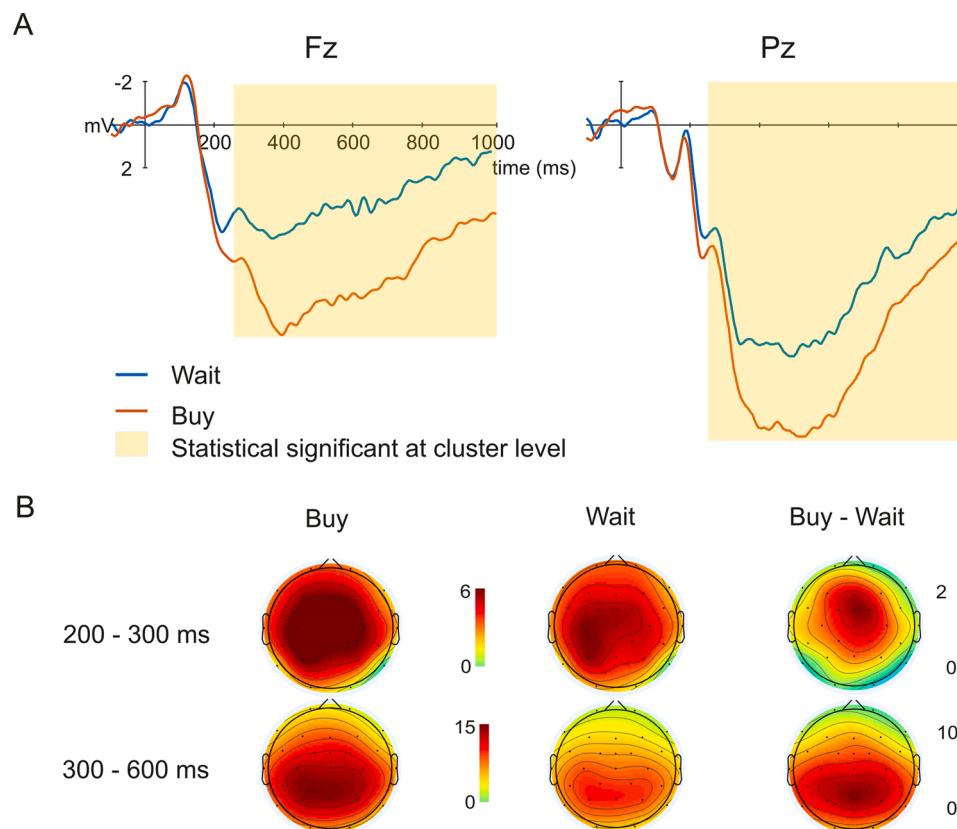 A
Fz
Pz
-2
mV
2
200
400
600
800
1000
time (ms)
Wait
Buy
Statistical significant at cluster level
B
Buy
Wait
Buy - Wait
200 - 300 ms
6
0
2
0
300 - 600 ms
15
0
10
0